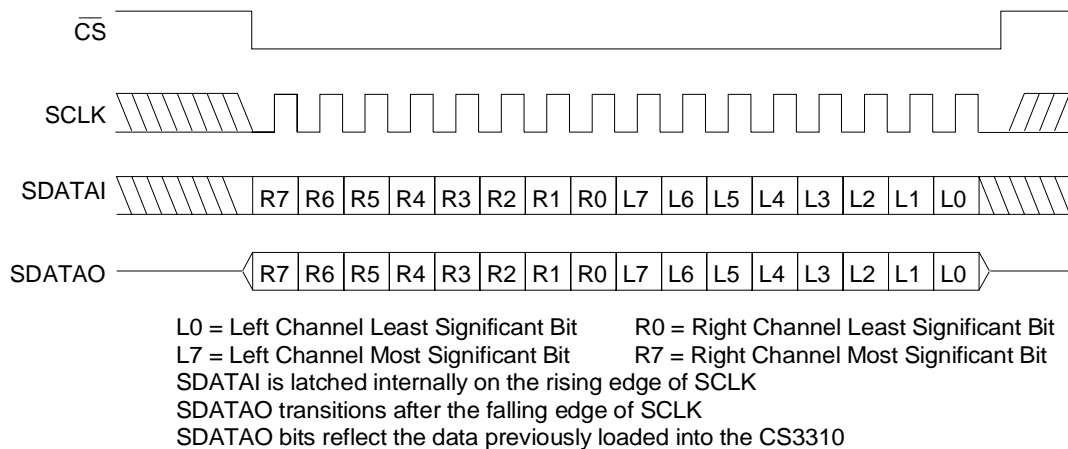 CS
SCLK
SDATAI R7 R6 R5 R4 R3 R2 R1 R0 L7 L6 L5 L4 L3 L2 L1 L0
SDATAO R7 R6 R5 R4 R3 R2 R1 R0 L7 L6 L5 L4 L3 L2 L1 L0
L0 = Left Channel Least Significant Bit R0 = Right Channel Least Significant Bit
L7 = Left Channel Most Significant Bit R7 = Right Channel Most Significant Bit
SDATAI is latched internally on the rising edge of SCLK
SDATAO transitions after the falling edge of SCLK
SDATAO bits reflect the data previously loaded into the CS3310